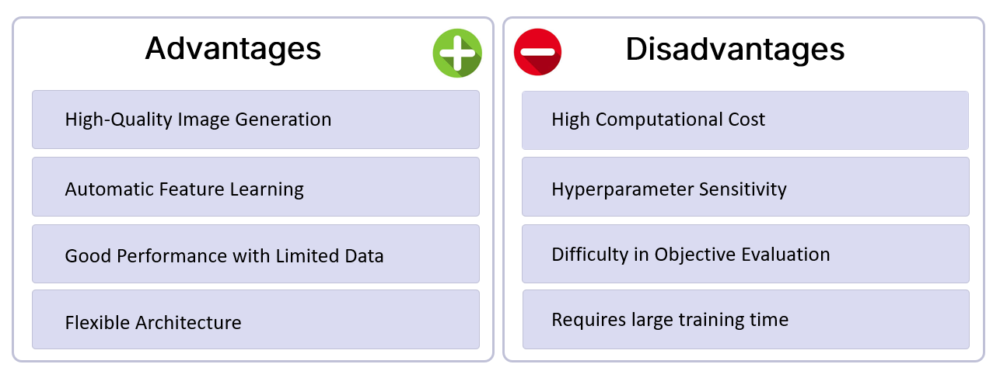 Advantages
High-Quality Image Generation
Automatic Feature Learning
Good Performance with Limited Data
Flexible Architecture
Disadvantages
High Computational Cost
Hyperparameter Sensitivity
Difficulty in Objective Evaluation
Requires large training time